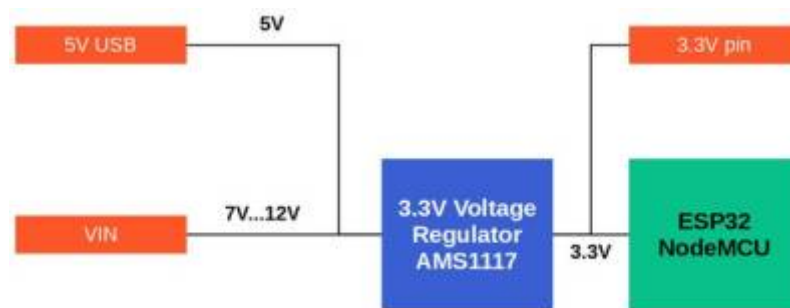 5V USB
5V
3.3V pin
VIN
7V...12V
3.3V Voltage
Regulator
AMS1117
3.3V
ESP32
NodeMCU